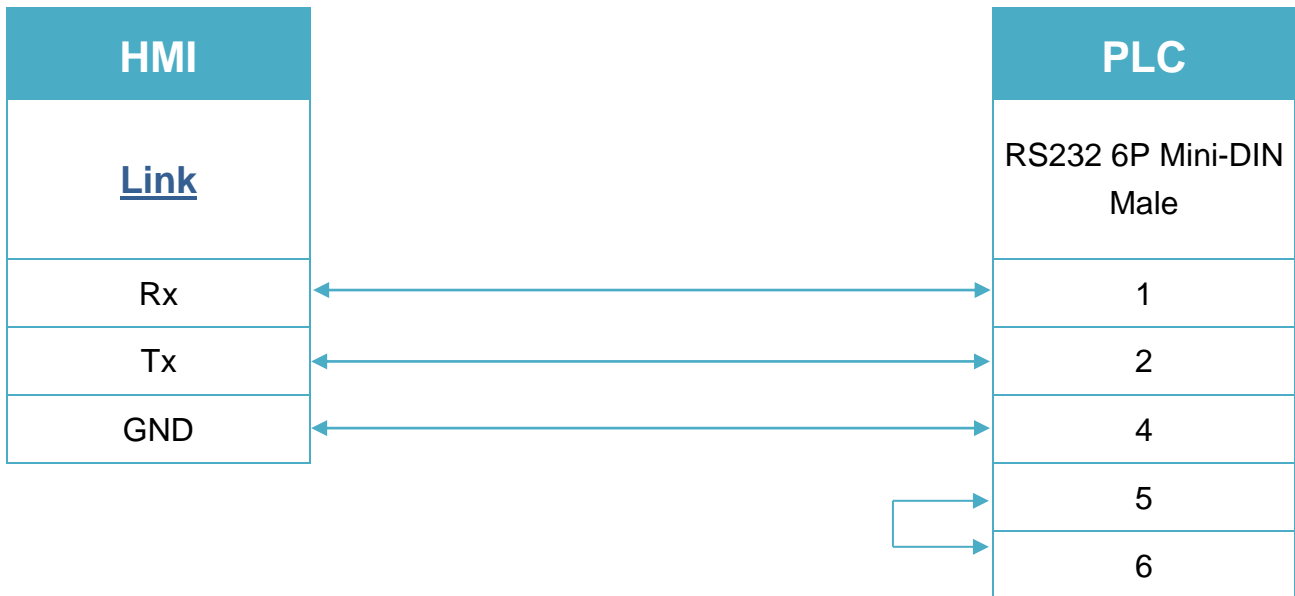 HMI
PLC
Link
RS232 6P Mini-DIN
Male
Rx
1
Tx
2
GND
4
5
6